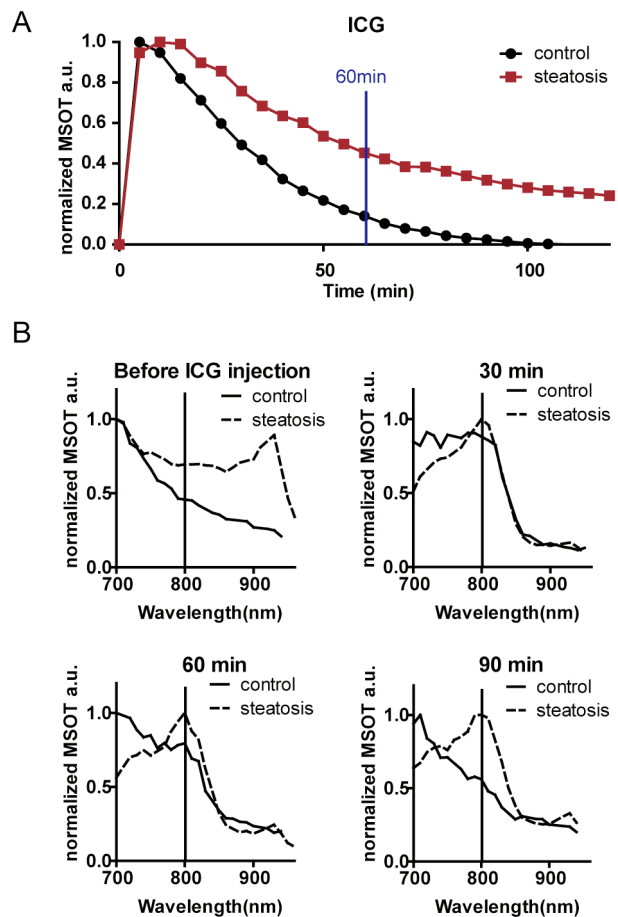 A
ICG
control
steatosis
60min
normalized MSOT a.u.
1.0
0.8
0.6
0.4
0.2
0.0
0
50
100
Time (min)
B
Before ICG injection
control
steatosis
normalized MSOT a.u.
1.0
0.5
0.0
700
800
900
Wavelength(nm)
30 min
control
steatosis
normalized MSOT a.u.
1.0
0.5
0.0
700
800
900
Wavelength(nm)
60 min
control
steatosis
normalized MSOT a.u.
1.0
0.5
0.0
700
800
900
Wavelength(nm)
90 min
control
steatosis
normalized MSOT a.u.
1.0
0.5
0.0
700
800
900
Wavelength(nm)